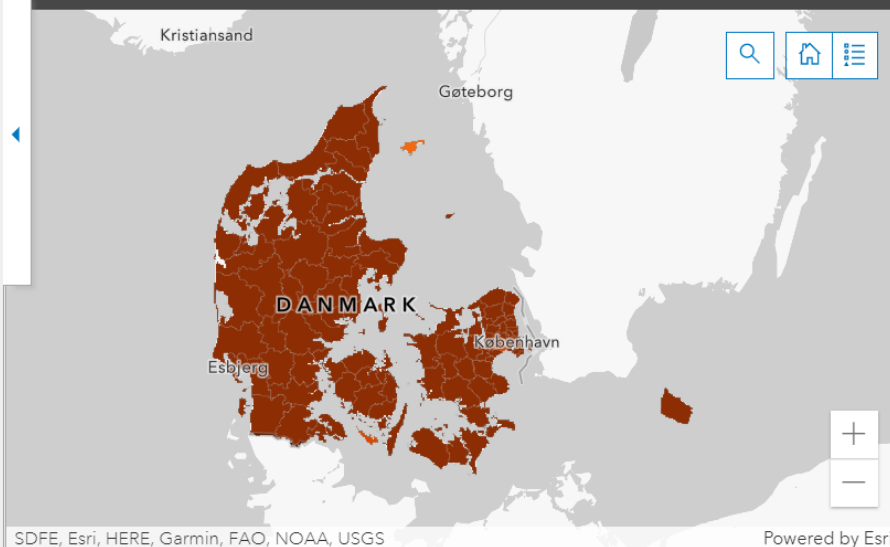 Kristiansand
Gøteborg
DANMARK
København
Esbjerg
SDFE, Esri, HERE, Garmin, FAO, NOAA, USGS
Powered by Esri